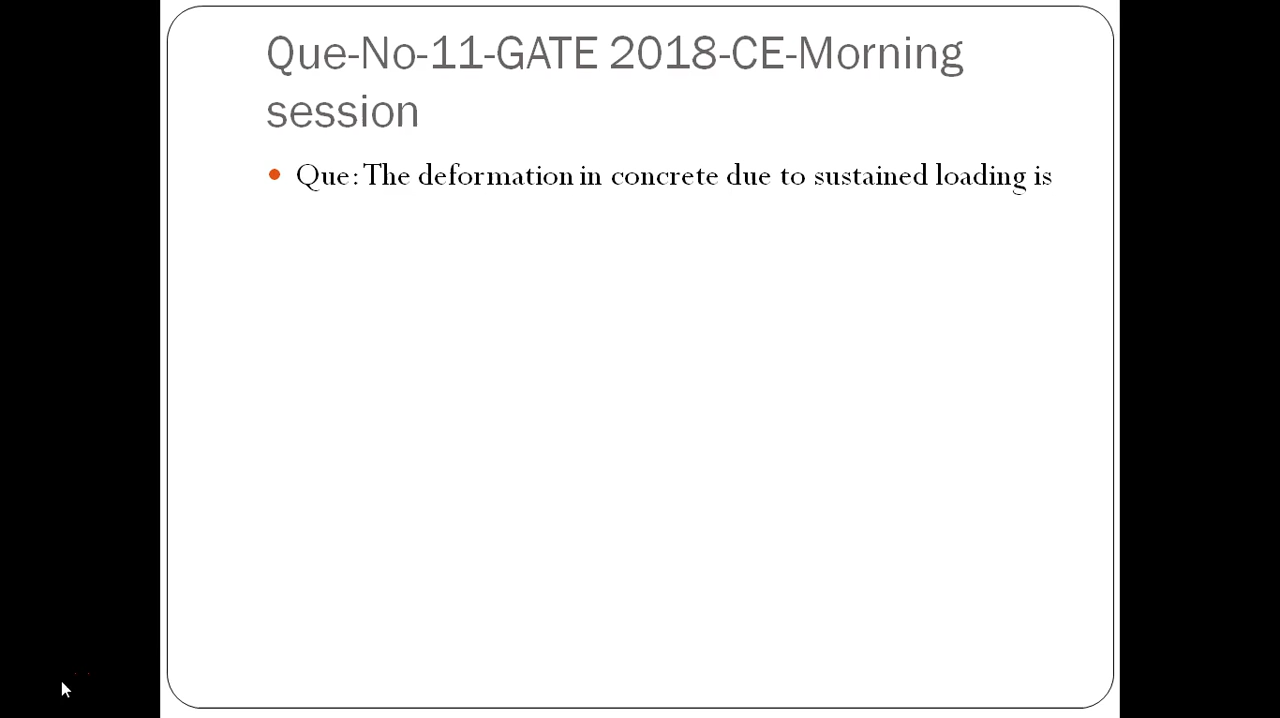 Que-No-11-GATE 2018-CE-Morning
session
Que: The deformation in concrete due to sustained loading is